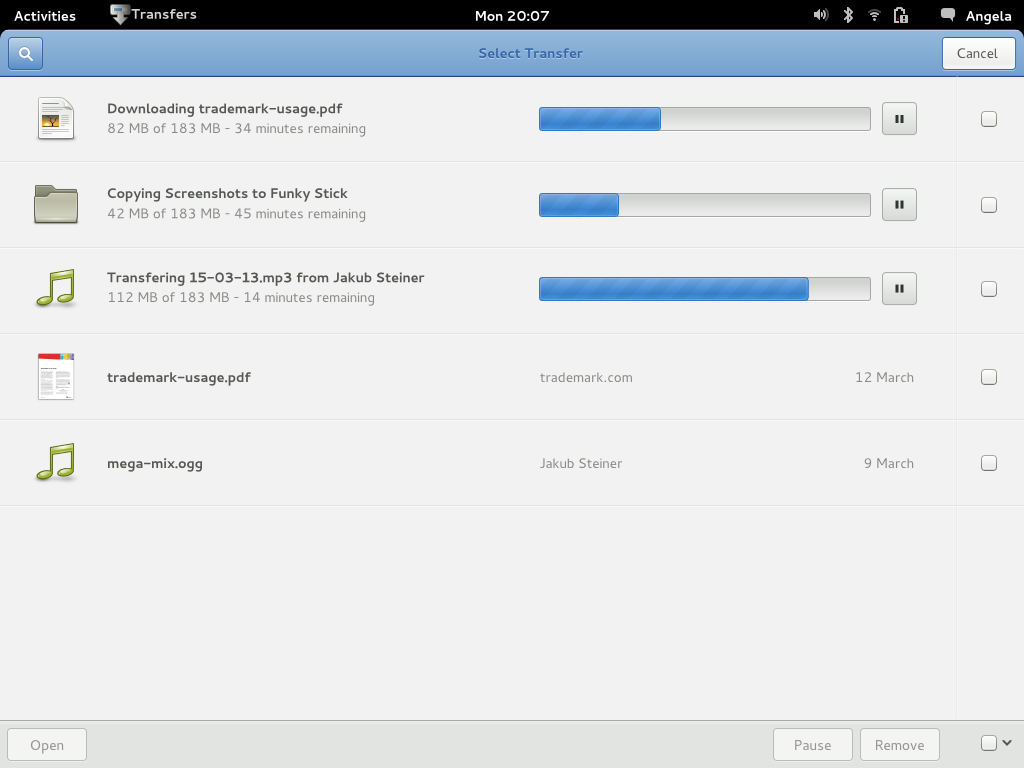 Activities Transfers Mon 20:07 Angela
Select Transfer Cancel
Downloading trademark-usage.pdf
82 MB of 183 MB - 34 minutes remaining
Copying Screenshots to Funky Stick
42 MB of 183 MB - 45 minutes remaining
Transfering 15-03-13.mp3 from Jakub Steiner
112 MB of 183 MB - 14 minutes remaining
trademark-usage.pdf trademark.com 12 March
mega-mix.ogg Jakub Steiner 9 March
Open Pause Remove